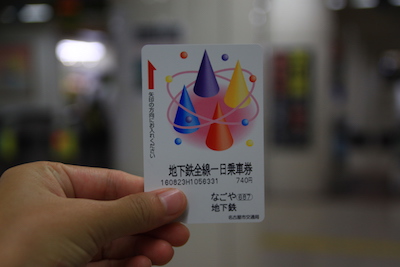 矢印の方向にお入れください
地下鉄全線一日乗車券
160823H1056331 740円
なごや(687)
地下鉄
名古屋市交通局